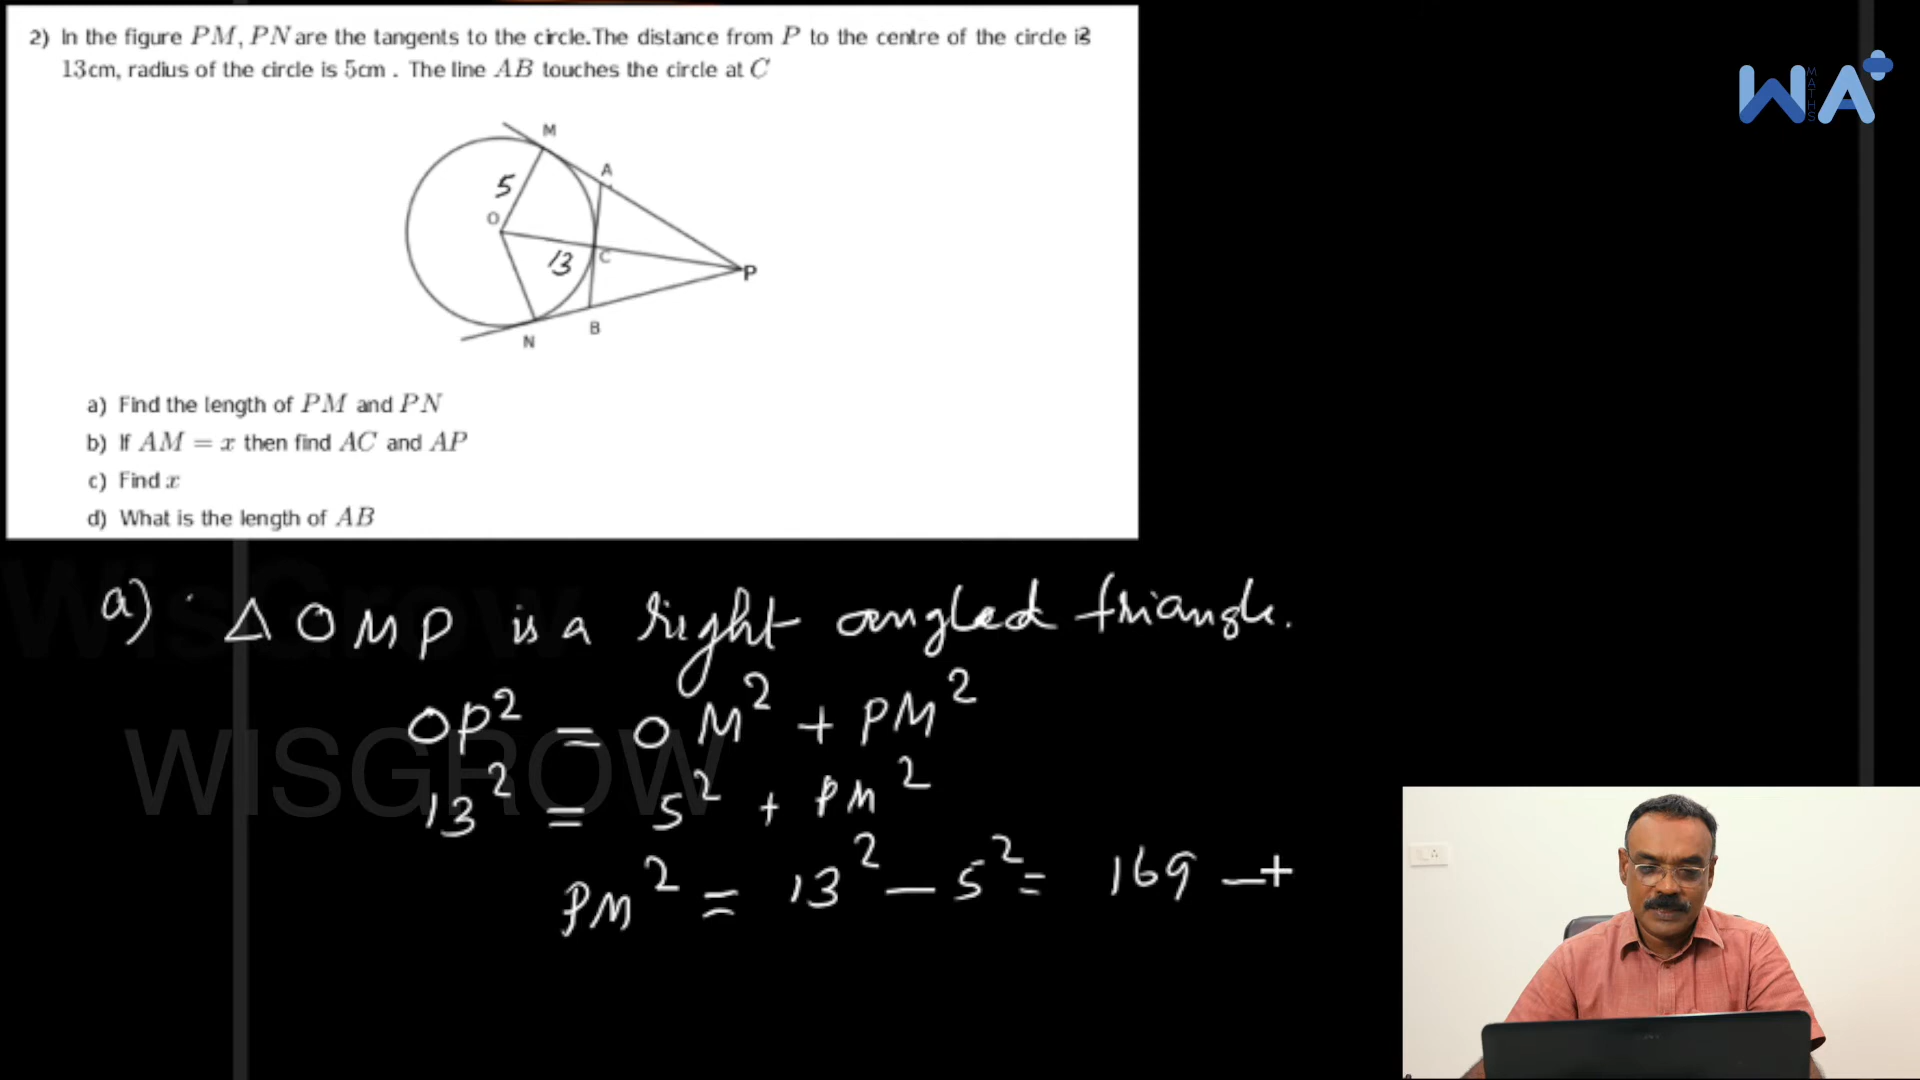 2) In the figure PM, PN are the tangents to the circle. The distance from P to the centre of the circle is
13cm, radius of the circle is 5cm . The line AB touches the circle at C
M
A
5
O
13
C
P
B
N
a) Find the length of PM and PN
b) If AM = x then find AC and AP
c) Find x
d) What is the length of AB
WA+
MATHS
a) Δ OMP is a right angled triangle.
OP² = OM² + PM²
13² = 5² + PM²
PM² = 13² – 5² = 169 –
WISGROW